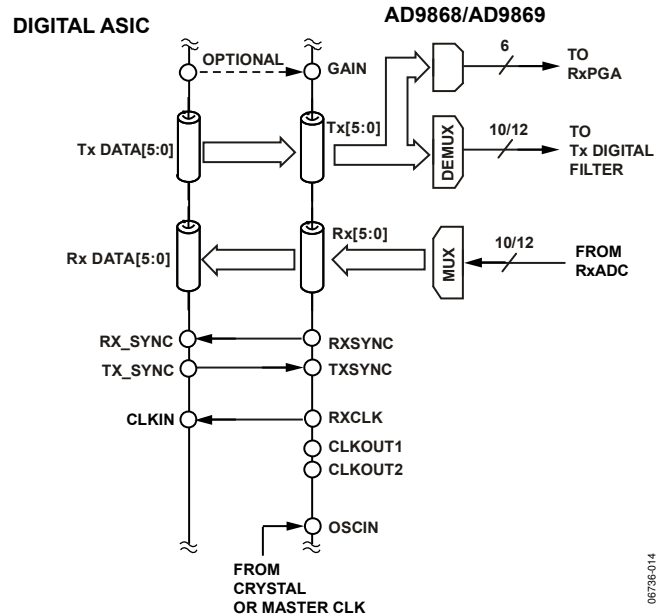 DIGITAL ASIC
AD9868/AD9869
OPTIONAL
GAIN
6
TO
RxPGA
Tx DATA[5:0]
Tx[5:0]
DEMUX
10/12
TO
Tx DIGITAL
FILTER
Rx DATA[5:0]
Rx[5:0]
MUX
10/12
FROM
RxADC
RX_SYNC
RXSYNC
TX_SYNC
TXSYNC
CLKIN
RXCLK
CLKOUT1
CLKOUT2
OSCIN
FROM
CRYSTAL
OR MASTER CLK
06736-014